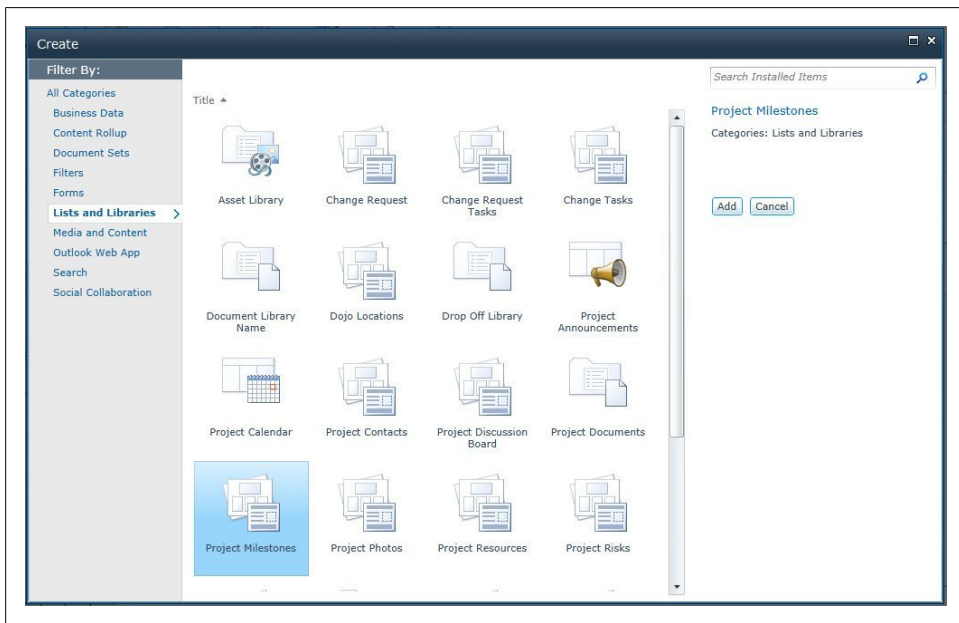 Create
Filter By:
All Categories
Business Data
Content Rollup
Document Sets
Filters
Forms
Lists and Libraries
Media and Content
Outlook Web App
Search
Social Collaboration
Title
Asset Library
Change Request
Change Request
Tasks
Change Tasks
Document Library
Name
Dojo Locations
Drop Off Library
Project
Announcements
Project Calendar
Project Contacts
Project Discussion
Board
Project Documents
Project Milestones
Project Photos
Project Resources
Project Risks
Search Installed Items
Project Milestones
Categories: Lists and Libraries
Add
Cancel